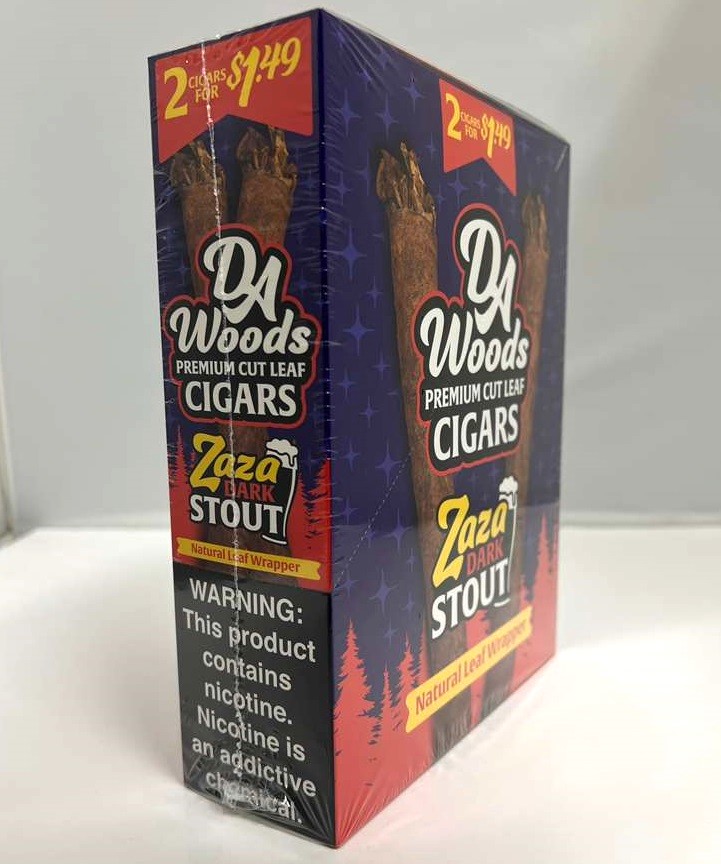 2 CIGARS FOR $1.49
DA
Woods
PREMIUM CUT LEAF
CIGARS
Zaza
DARK
STOUT
Natural Leaf Wrapper
WARNING:
This product
contains
nicotine.
Nicotine is
an addictive
chemical.
2 CIGARS FOR $1.49
DA
Woods
PREMIUM CUT LEAF
CIGARS
Zaza
DARK
STOUT
Natural Leaf Wrapper